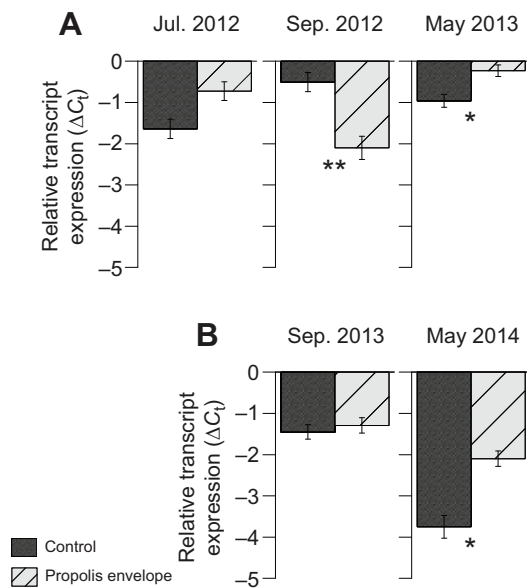 A
Jul. 2012
Sep. 2012
May 2013
Relative transcript
expression (ΔCt)
0
–1
–2
–3
–4
–5
**
*
B
Sep. 2013
May 2014
Relative transcript
expression (ΔCt)
0
–1
–2
–3
–4
–5
*
Control
Propolis envelope